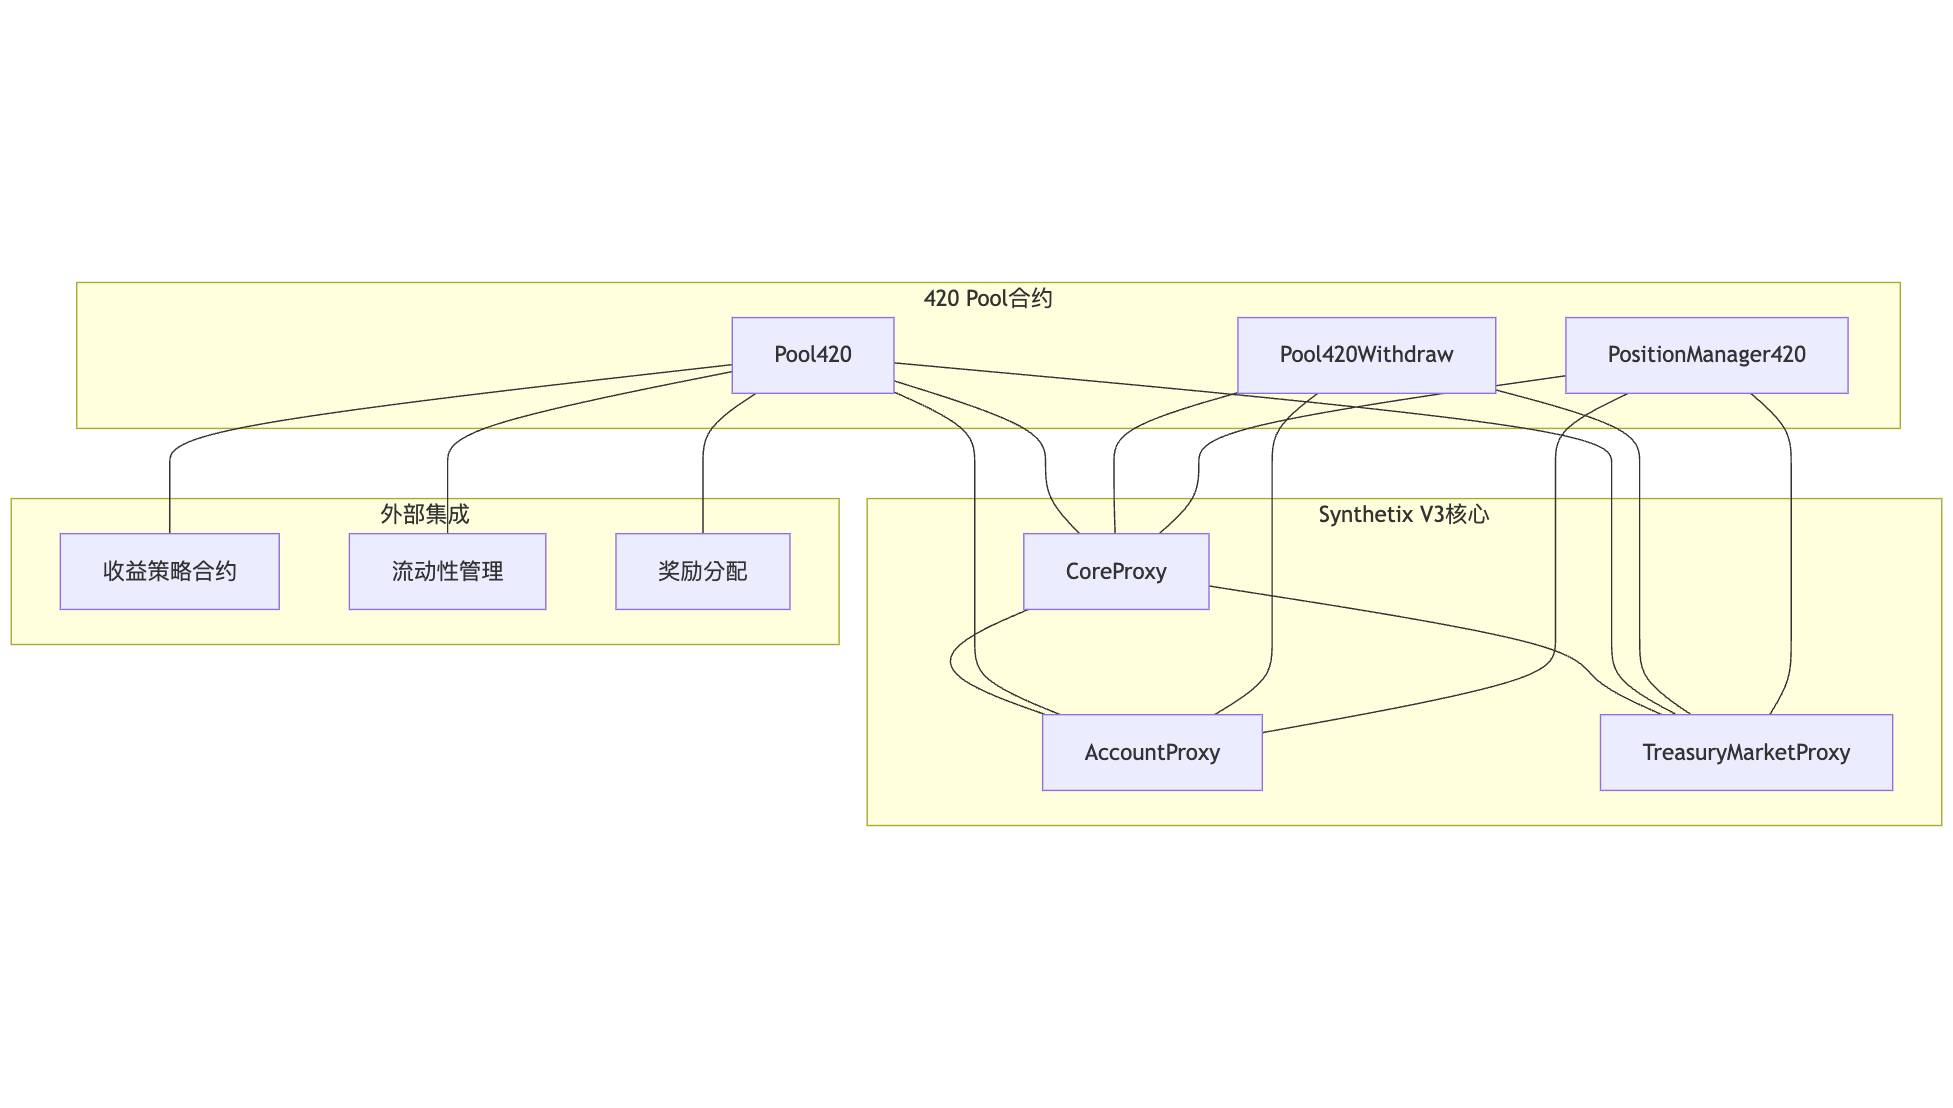 420 Pool合约
Pool420
Pool420Withdraw
PositionManager420
外部集成
收益策略合约
流动性管理
奖励分配
Synthetix V3核心
CoreProxy
AccountProxy
TreasuryMarketProxy